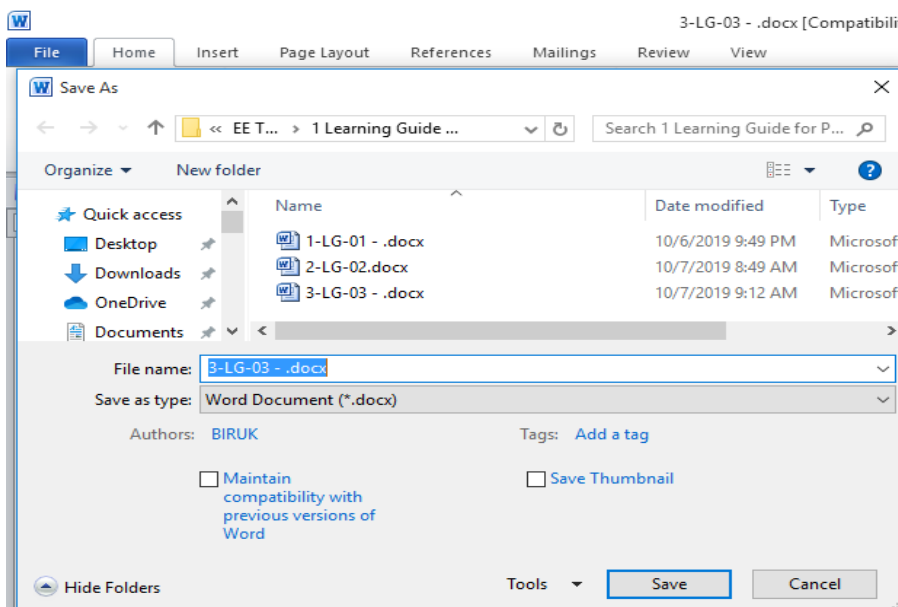 W
3-LG-03 - .docx [Compatibili
File Home Insert Page Layout References Mailings Review View
W Save As
« EE T... > 1 Learning Guide ... Search 1 Learning Guide for P...
Organize New folder ?
Quick access
Desktop
Downloads
OneDrive
Documents
Name Date modified Type
1-LG-01 - .docx 10/6/2019 9:49 PM Microsof
2-LG-02.docx 10/7/2019 8:49 AM Microsof
3-LG-03 - .docx 10/7/2019 9:12 AM Microsof
File name: 3-LG-03 - .docx
Save as type: Word Document (*.docx)
Authors: BIRUK Tags: Add a tag
Maintain Save Thumbnail
compatibility with
previous versions of
Word
Hide Folders Tools Save Cancel